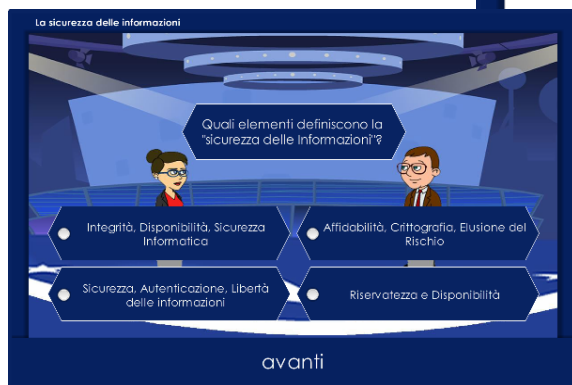 La sicurezza delle informazioni
Quali elementi definiscono la
"sicurezza delle Informazioni"?
Integrità, Disponibilità, Sicurezza
Informatica
Affidabilità, Crittografia, Elusione del
Rischio
Sicurezza, Autenticazione, Libertà
delle informazioni
Riservatezza e Disponibilità
avanti